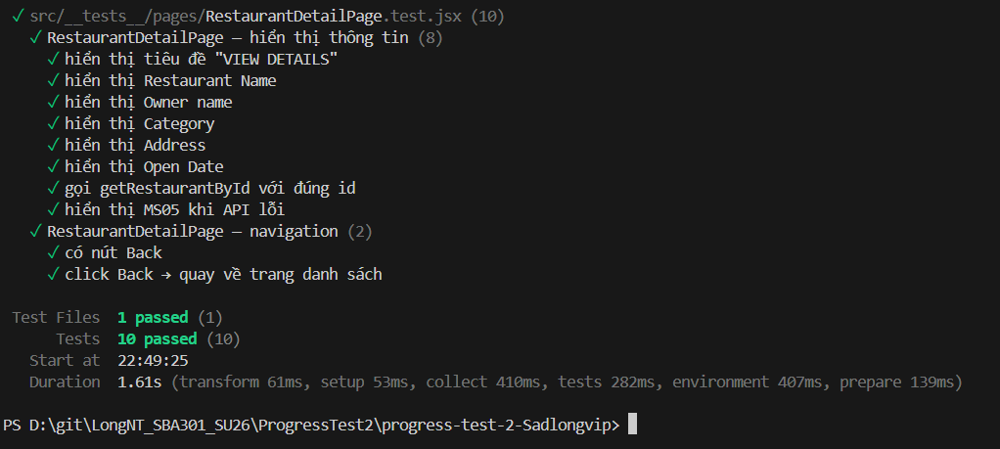 ✓ src/__tests__/pages/RestaurantDetailPage.test.jsx (10)
✓ RestaurantDetailPage — hiển thị thông tin (8)
✓ hiển thị tiêu đề "VIEW DETAILS"
✓ hiển thị Restaurant Name
✓ hiển thị Owner name
✓ hiển thị Category
✓ hiển thị Address
✓ hiển thị Open Date
✓ gọi getRestaurantById với đúng id
✓ hiển thị MS05 khi API lỗi
✓ RestaurantDetailPage — navigation (2)
✓ có nút Back
✓ click Back → quay về trang danh sách
Test Files 1 passed (1)
Tests 10 passed (10)
Start at 22:49:25
Duration 1.61s (transform 61ms, setup 53ms, collect 410ms, tests 282ms, environment 407ms, prepare 139ms)
PS D:\git\LongNT_SBA301_SU26\ProgressTest2\progress-test-2-Sadlongvip>